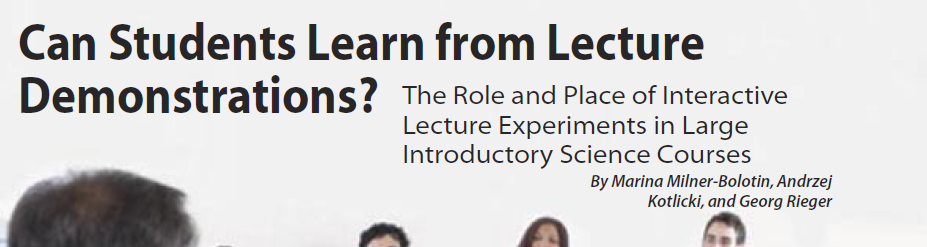 Can Students Learn from Lecture
Demonstrations?
The Role and Place of Interactive
Lecture Experiments in Large
Introductory Science Courses
By Marina Milner-Bolotin, Andrzej
Kotlicki, and Georg Rieger